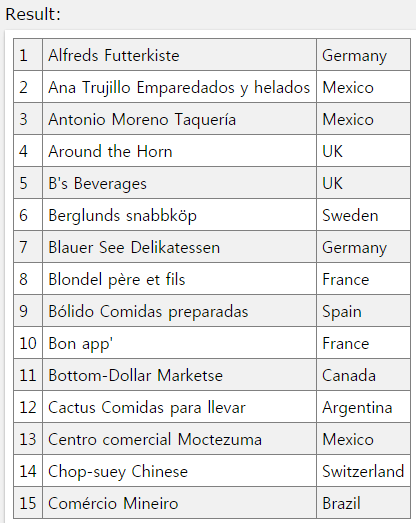 Result:
1 Alfreds Futterkiste Germany
2 Ana Trujillo Emparedados y helados Mexico
3 Antonio Moreno Taquería Mexico
4 Around the Horn UK
5 B's Beverages UK
6 Berglunds snabbköp Sweden
7 Blauer See Delikatessen Germany
8 Blondel père et fils France
9 Bólido Comidas preparadas Spain
10 Bon app' France
11 Bottom-Dollar Marketse Canada
12 Cactus Comidas para llevar Argentina
13 Centro comercial Moctezuma Mexico
14 Chop-suey Chinese Switzerland
15 Comércio Mineiro Brazil